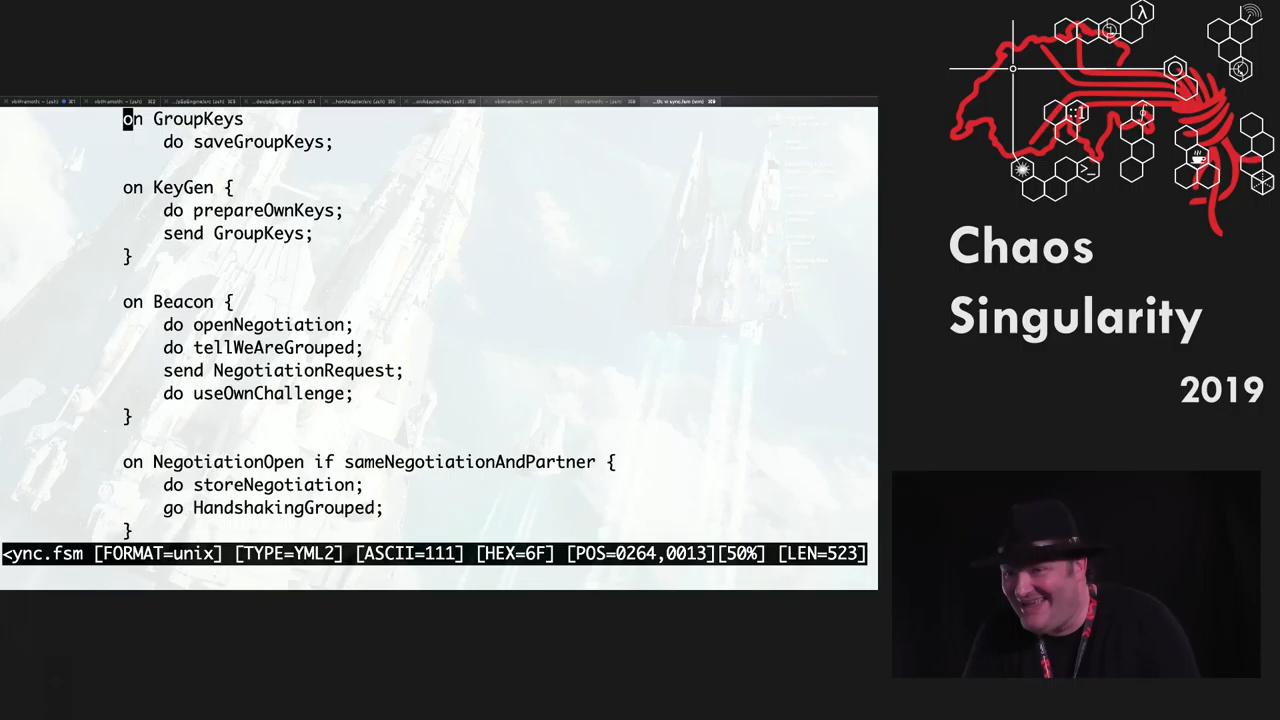 on GroupKeys
do saveGroupKeys;
on KeyGen {
do prepareOwnKeys;
send GroupKeys;
}
on Beacon {
do openNegotiation;
do tellWeAreGrouped;
send NegotiationRequest;
do useOwnChallenge;
}
on NegotiationOpen if sameNegotiationAndPartner {
do storeNegotiation;
go HandshakingGrouped;
}
<ync.fsm [FORMAT=unix] [TYPE=YML2] [ASCII=111] [HEX=6F] [POS=0264,0013][50%] [LEN=523]
Chaos
Singularity
2019